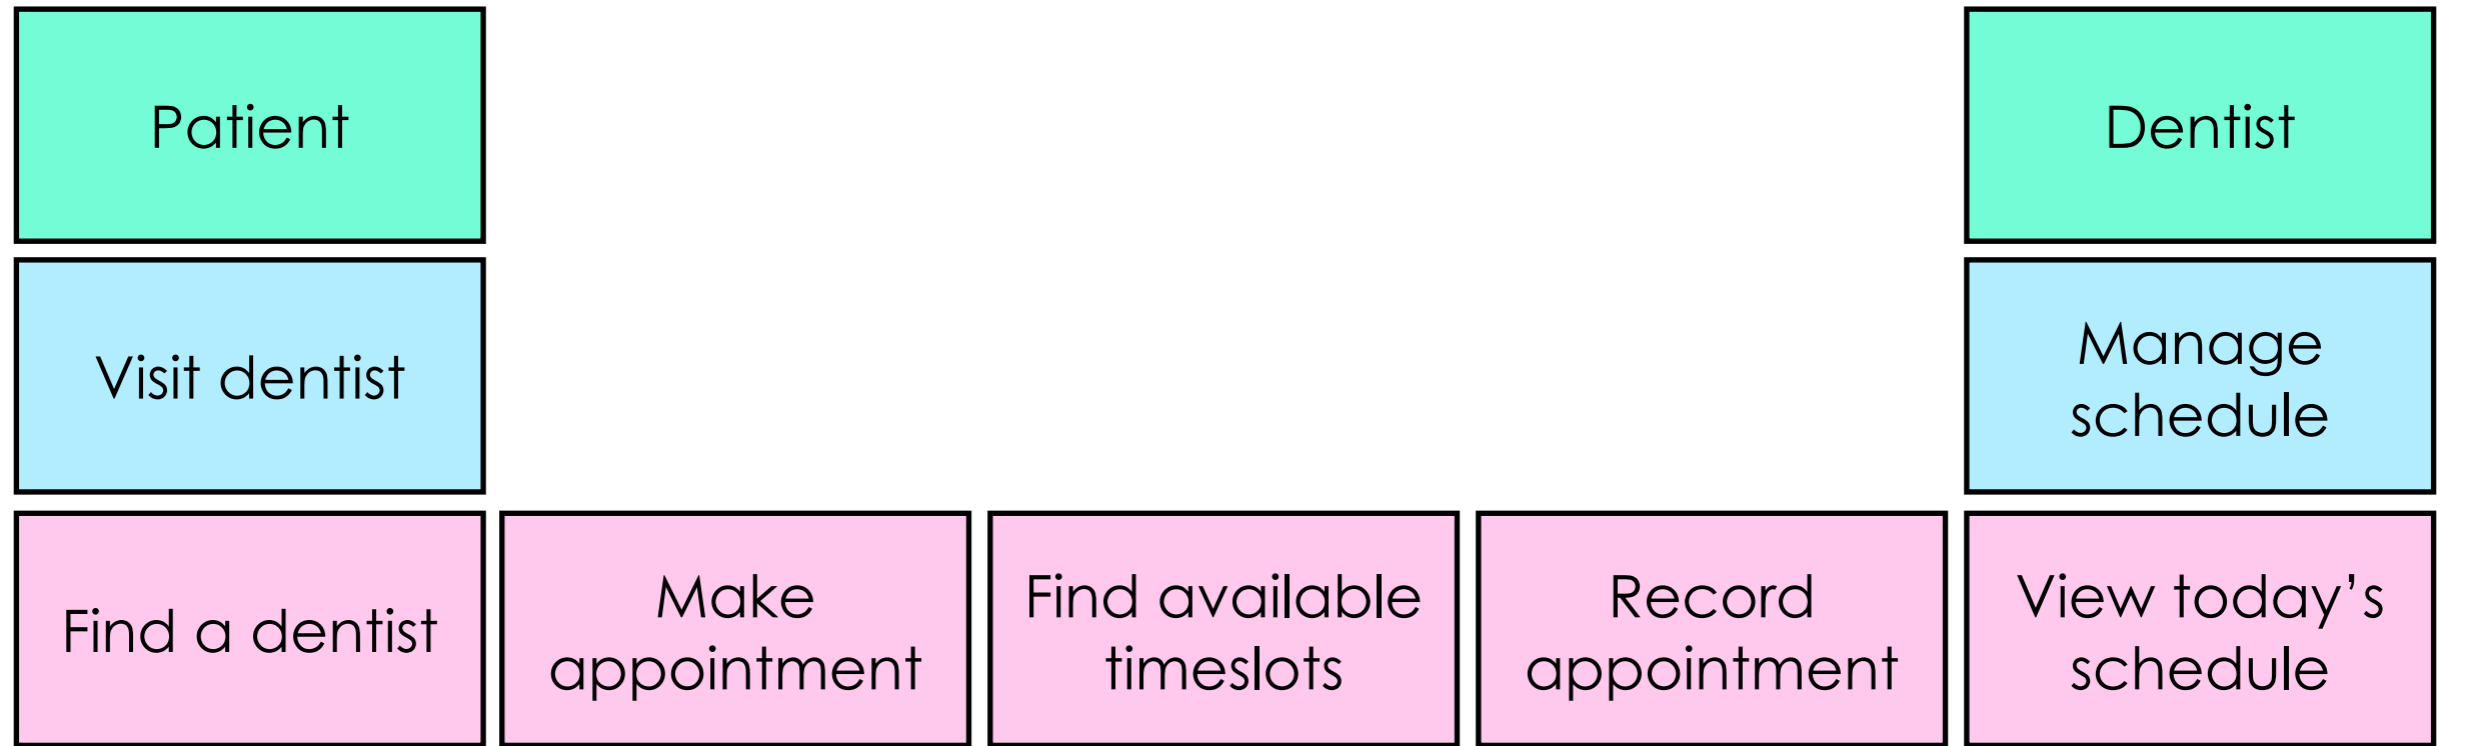 Patient
Dentist
Visit dentist
Manage
schedule
Find a dentist
Make
appointment
Find available
timeslots
Record
appointment
View today’s
schedule